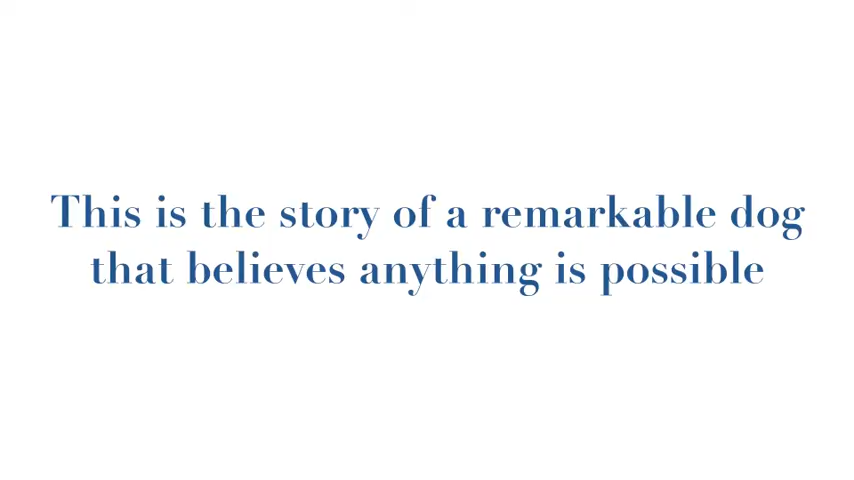 This is the story of a remarkable dog
that believes anything is possible